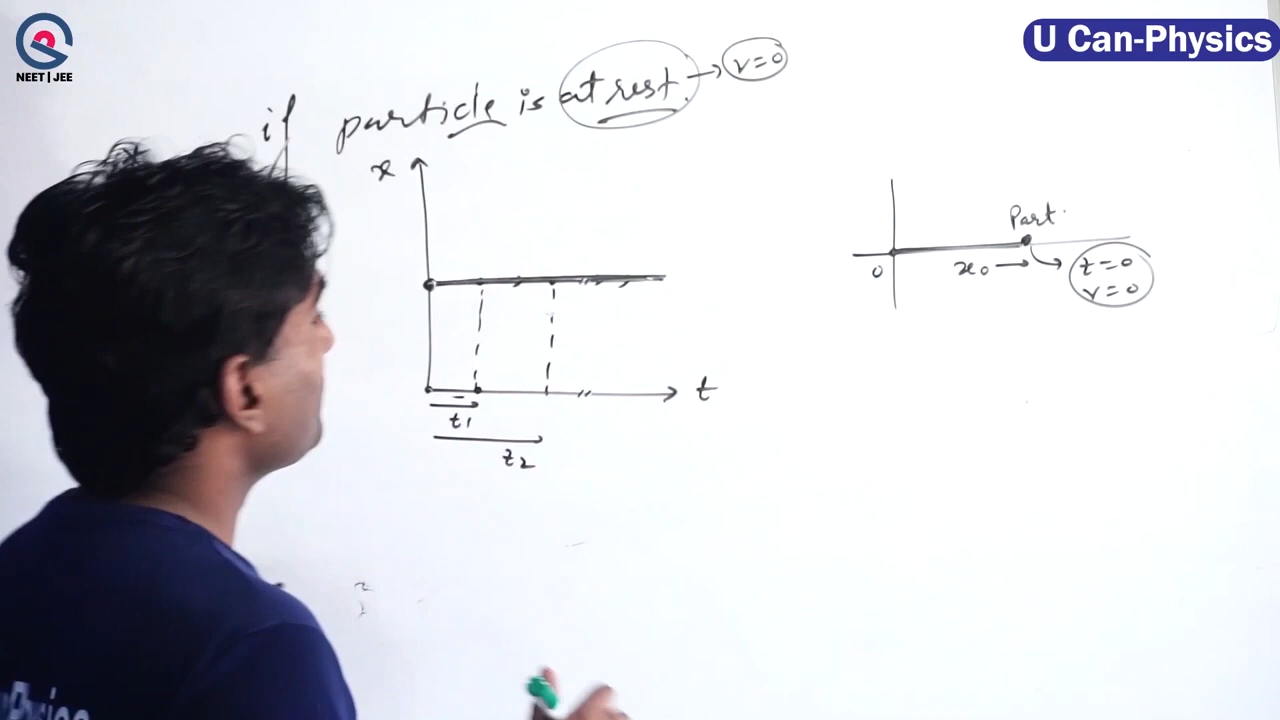 NEET | JEE
U Can-Physics
if particle is at rest. → v=0
x
t
t1
t2
Part.
0
x0
t=0
v=0